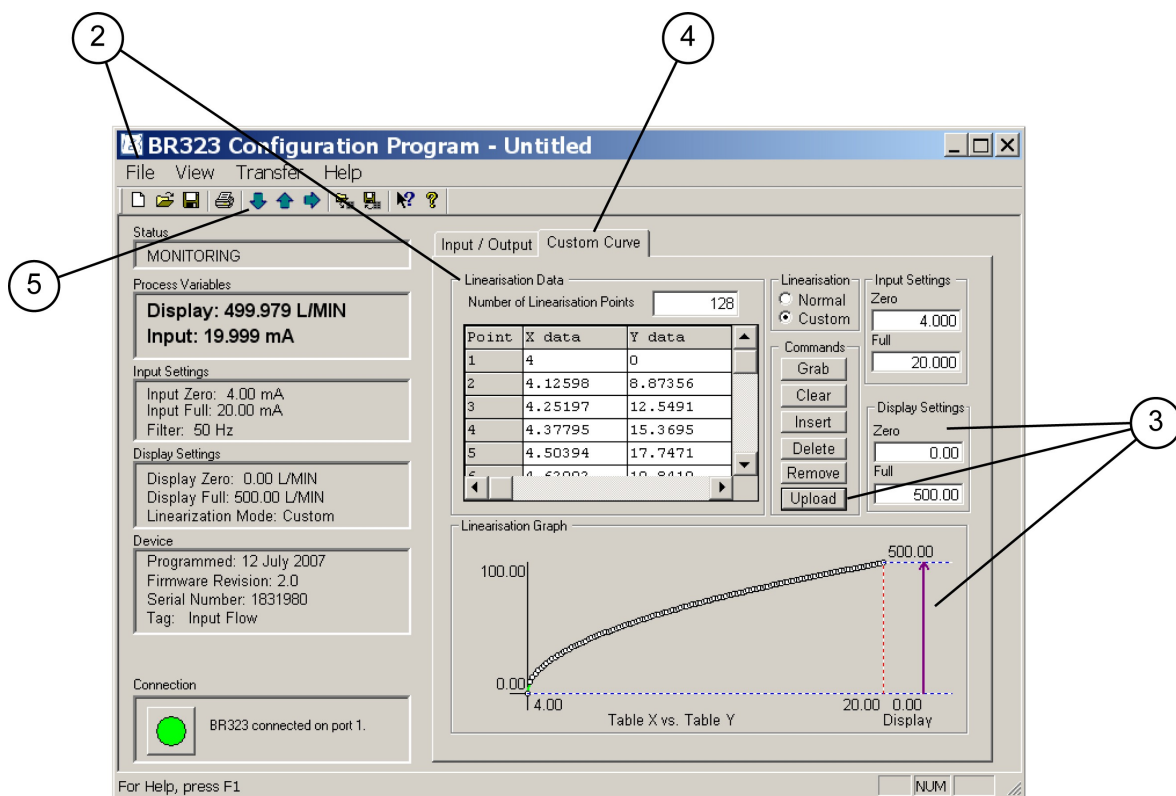 2
4
BR323 Configuration Program - Untitled
File View Transfer Help
5
Status
MONITORING
Process Variables
Display: 499.979 L/MIN
Input: 19.999 mA
Input Settings
Input Zero: 4.00 mA
Input Full: 20.00 mA
Filter: 50 Hz
Display Settings
Display Zero: 0.00 L/MIN
Display Full: 500.00 L/MIN
Linearization Mode: Custom
Device
Programmed: 12 July 2007
Firmware Revision: 2.0
Serial Number: 1831980
Tag: Input Flow
Connection
BR323 connected on port 1.
Input / Output Custom Curve
Linearisation Data
Number of Linearisation Points 128
Point X data Y data
1 4 0
2 4.12598 8.87356
3 4.25197 12.5491
4 4.37795 15.3695
5 4.50394 17.7471
Linearisation
Normal
Custom
Commands
Grab
Clear
Insert
Delete
Remove
Upload
Input Settings
Zero
4.000
Full
20.000
Display Settings
Zero
0.00
Full
500.00
3
Linearisation Graph
100.00
500.00
0.00
4.00
20.00 0.00
Table X vs. Table Y
Display
For Help, press F1
NUM